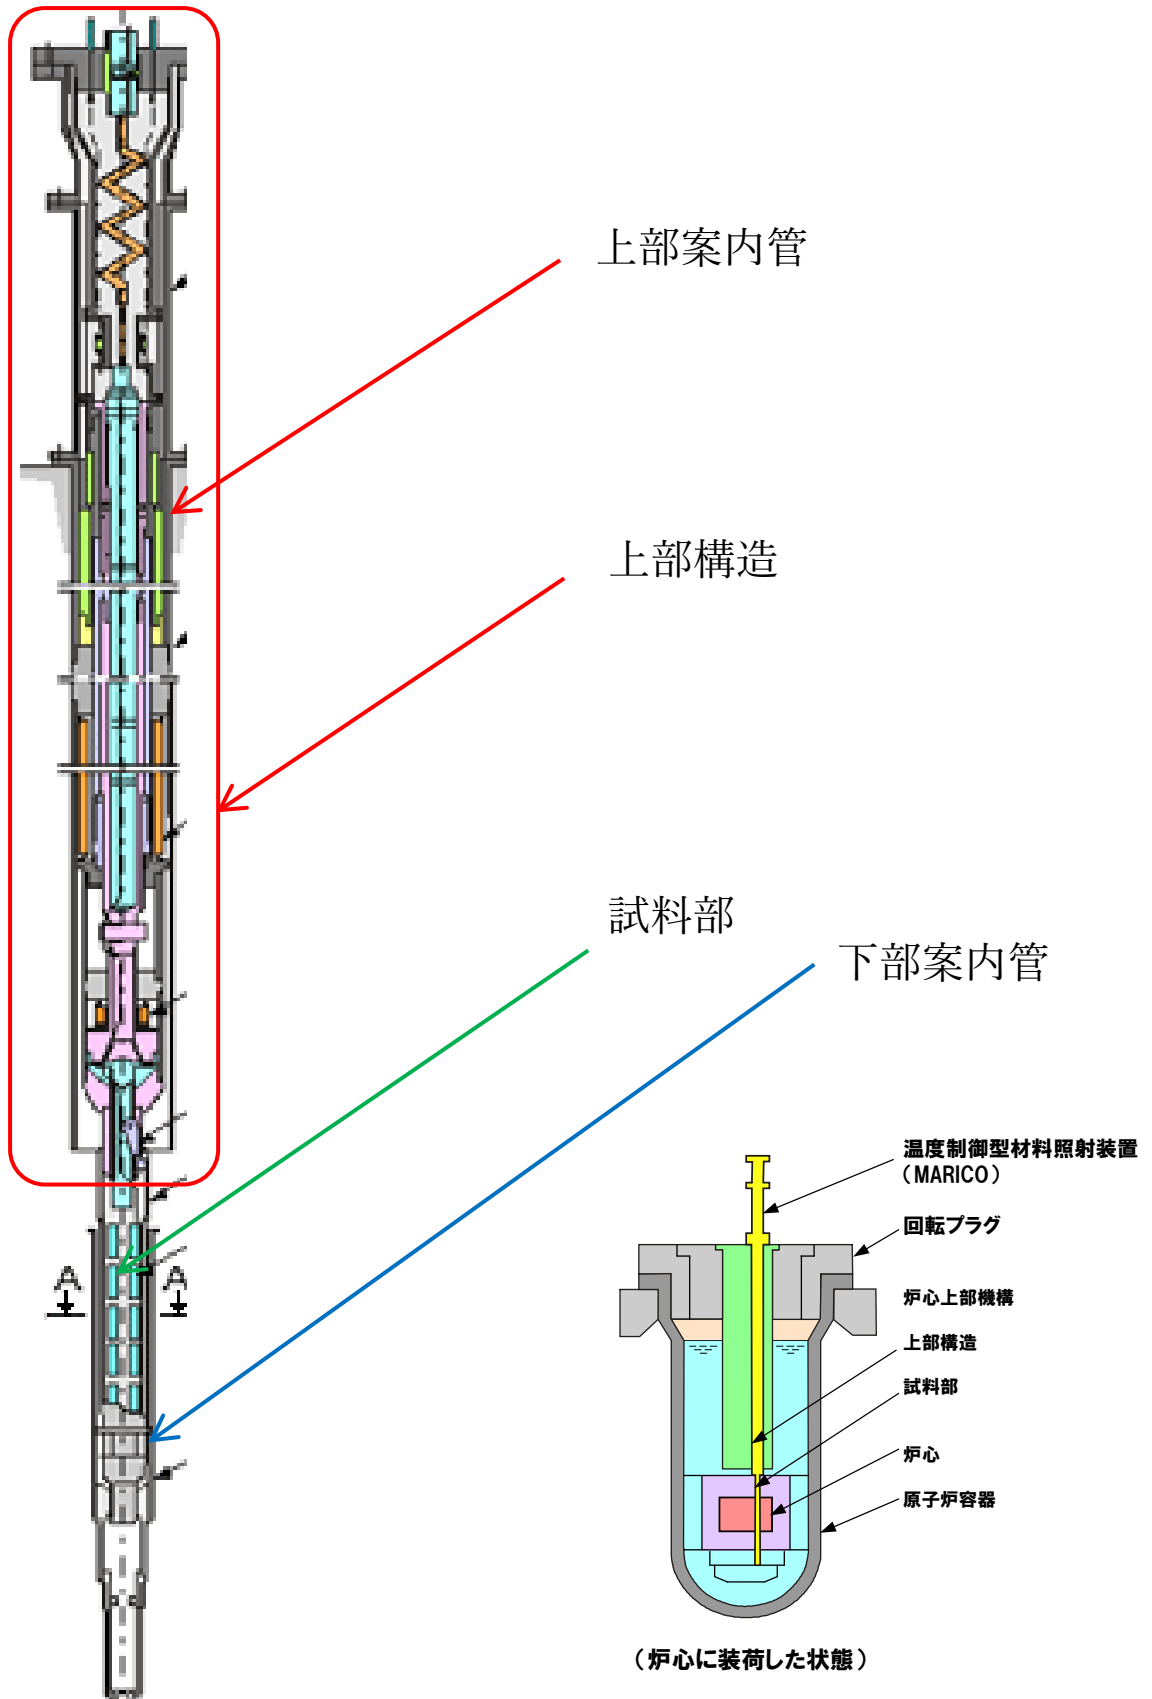 上部案内管
上部構造
試料部
下部案内管
A A
温度制御型材料照射装置
（MARICO）
回転プラグ
炉心上部機構
上部構造
試料部
炉心
原子炉容器
（炉心に装荷した状態）